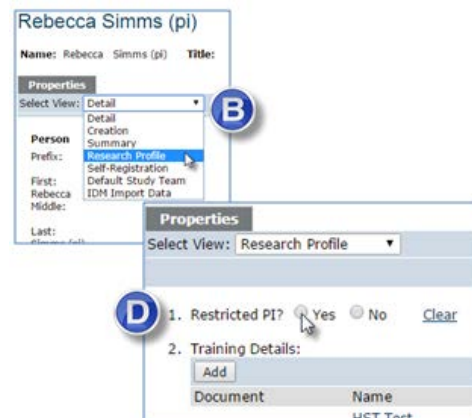 Rebecca Simms (pi)
Name: Rebecca Simms (pi) Title:
Properties
Select View: Detail
B
Detail
Creation
Summary
Research Profile
Self-Registration
Default Study Team
IDM Import Data
Person
Prefix:
First:
Rebecca
Middle:
Last:
Simms (pi)
Properties
Select View: Research Profile
D
1. Restricted PI? Yes No Clear
2. Training Details:
Add
Document Name
HST Test